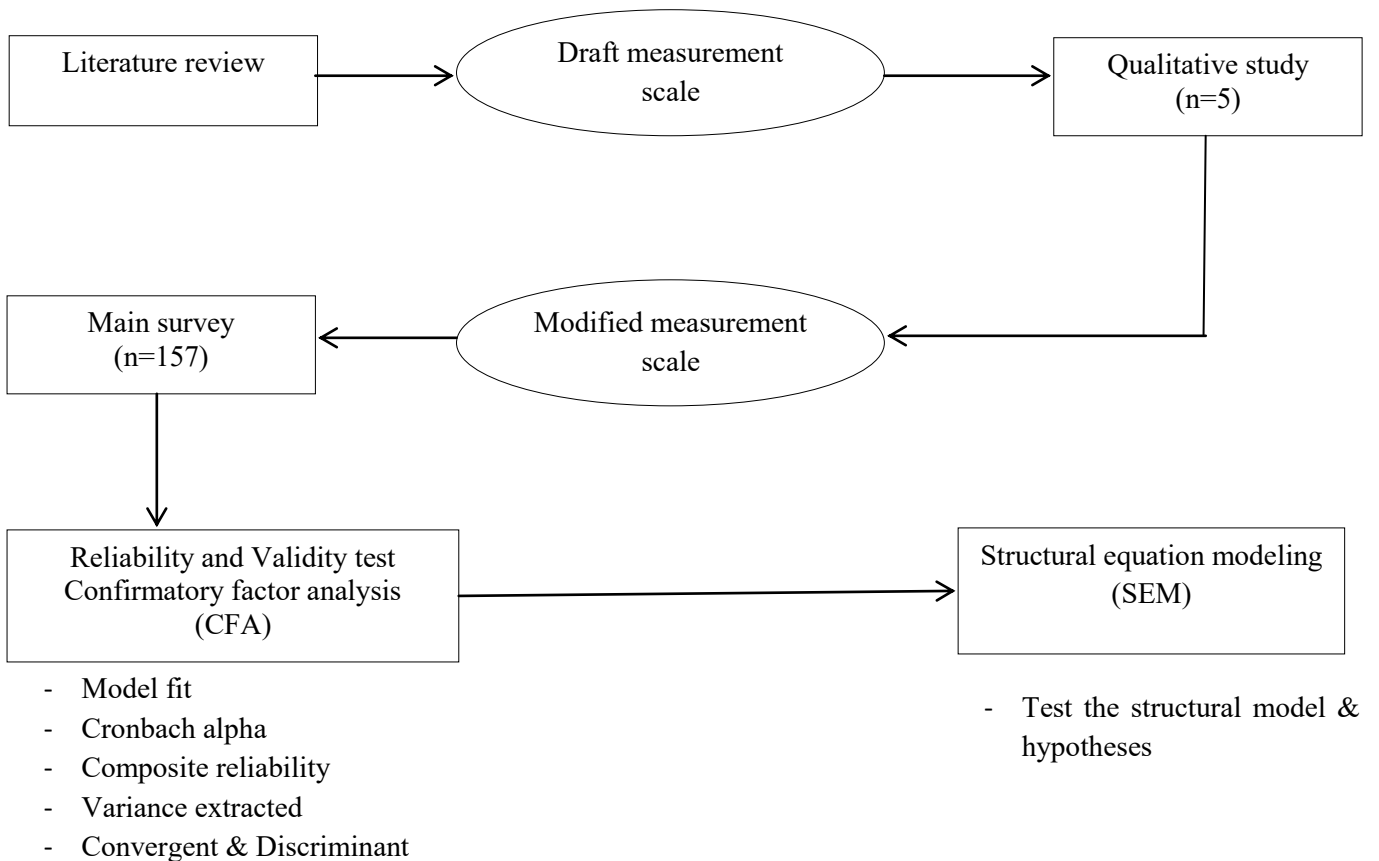 Literature review
Draft measurement
scale
Qualitative study
(n=5)
Main survey
(n=157)
Modified measurement
scale
Reliability and Validity test
Confirmatory factor analysis
(CFA)
Structural equation modeling
(SEM)
- Model fit
- Cronbach alpha
- Composite reliability
- Variance extracted
- Convergent & Discriminant
- Test the structural model &
hypotheses